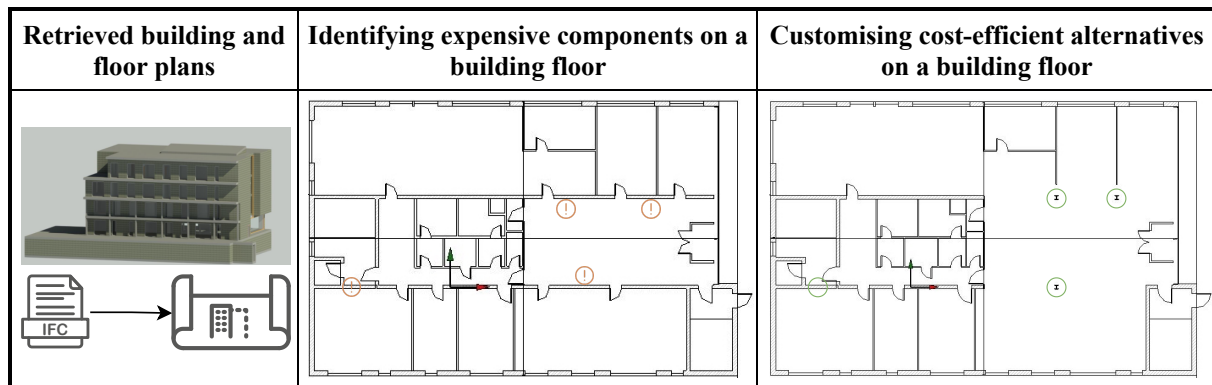 Retrieved building and
floor plans
Identifying expensive components on a
building floor
Customising cost-efficient alternatives
on a building floor
IFC
!
!
!
!